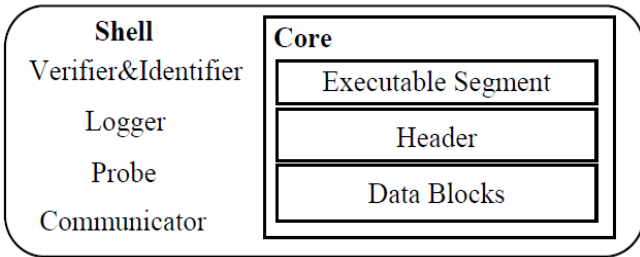 Shell
Verifier&Identifier
Logger
Probe
Communicator
Core
Executable Segment
Header
Data Blocks